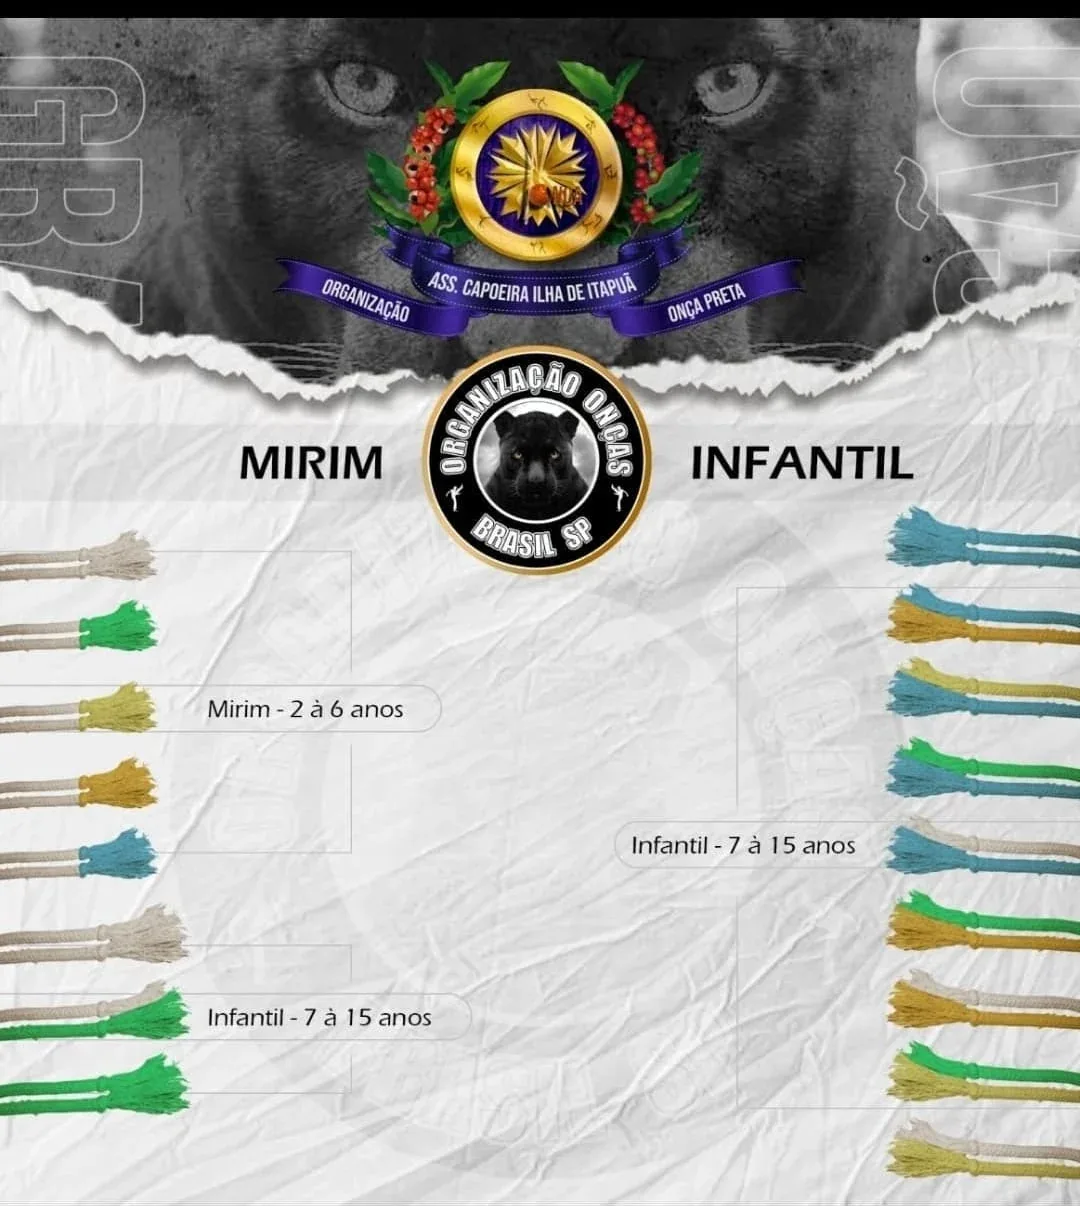 ORGANIZAÇÃO
ASS. CAPOEIRA ILHA DE ITAPUÃ
ONÇA PRETA
ORGANIZAÇÃO ONÇAS
BRASIL SP
MIRIM
INFANTIL
Mirim - 2 à 6 anos
Infantil - 7 à 15 anos
Infantil - 7 à 15 anos